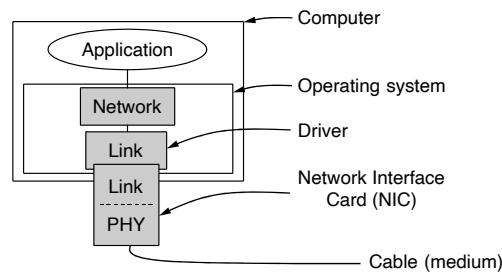 Computer
Application
Operating system
Network
Driver
Link
Link
PHY
Network Interface
Card (NIC)
Cable (medium)